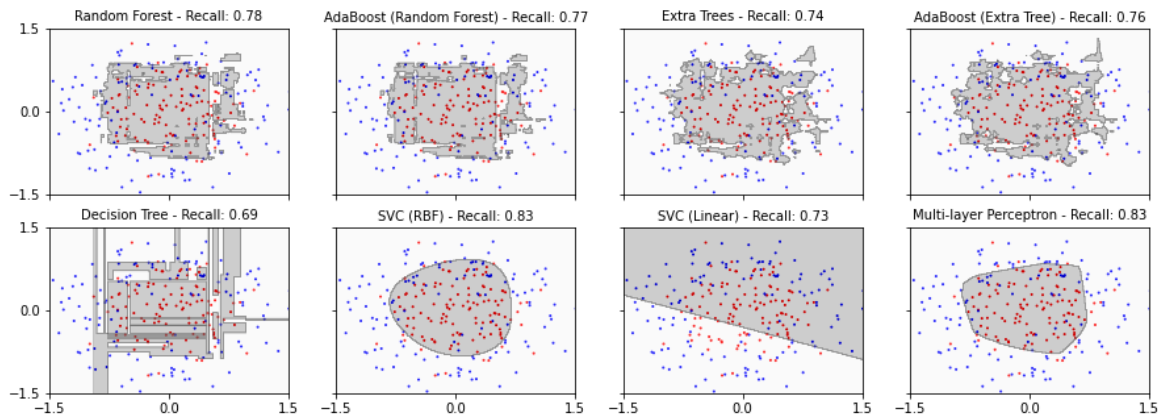 Random Forest - Recall: 0.78
AdaBoost (Random Forest) - Recall: 0.77
Extra Trees - Recall: 0.74
AdaBoost (Extra Tree) - Recall: 0.76
1.5
0.0
−1.5
Decision Tree - Recall: 0.69
SVC (RBF) - Recall: 0.83
SVC (Linear) - Recall: 0.73
Multi-layer Perceptron - Recall: 0.83
1.5
0.0
−1.5
−1.5 0.0 1.5 −1.5 0.0 1.5 −1.5 0.0 1.5 −1.5 0.0 1.5